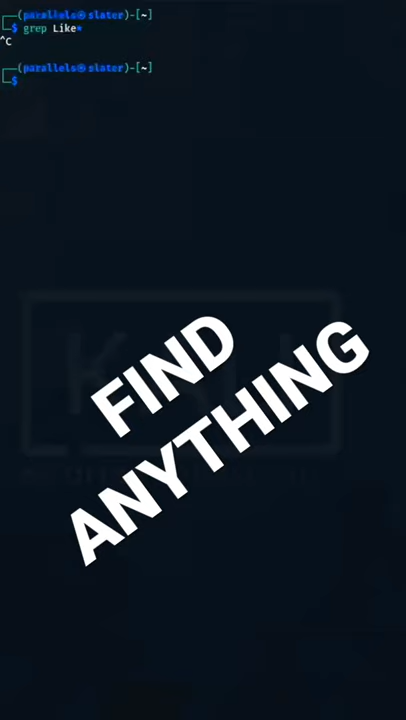 ┌──(parallels㉿slater)-[~]
└─$ grep Like*
^C
┌──(parallels㉿slater)-[~]
└─$
FIND
ANYTHING